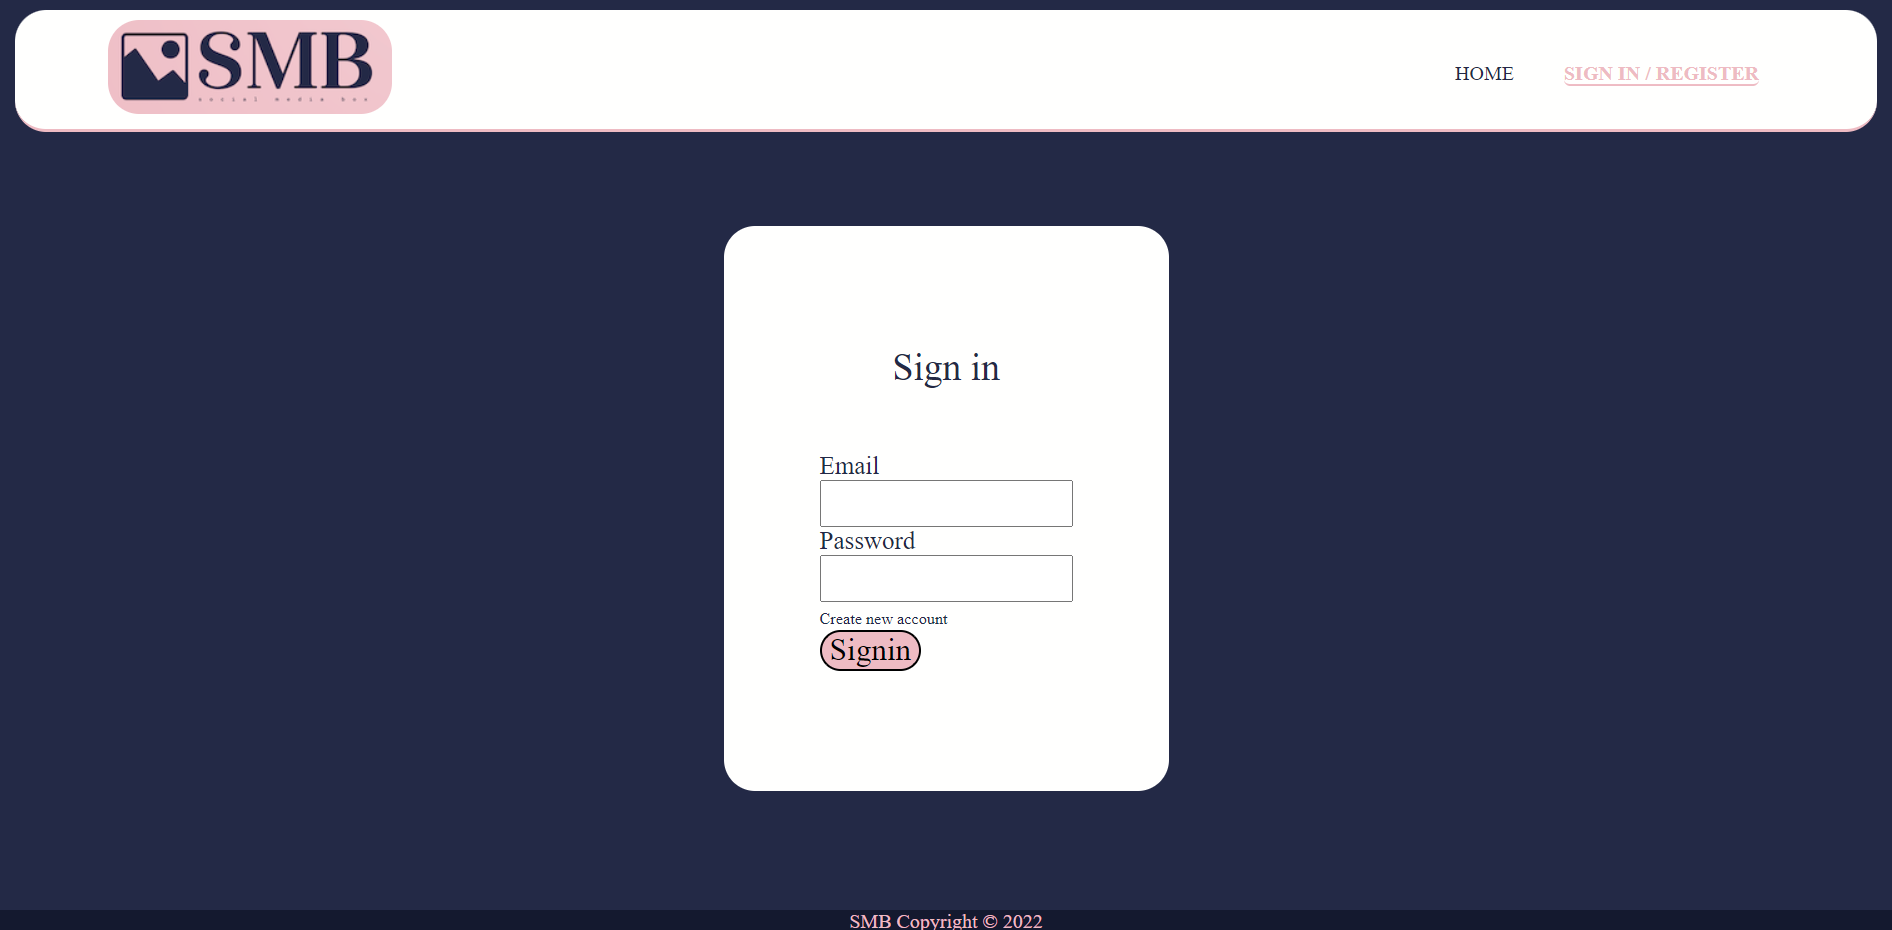 SMB
social media box
HOME
SIGN IN / REGISTER
Sign in
Email
Password
Create new account
Signin
SMB Copyright © 2022